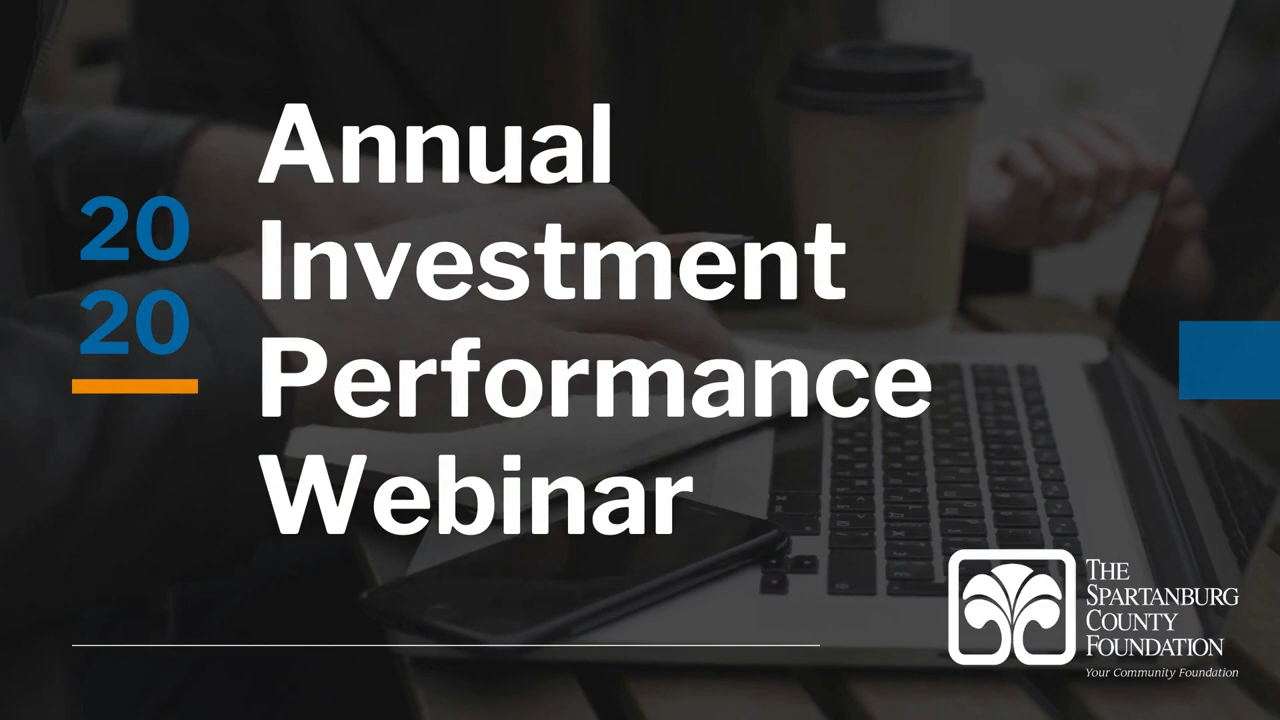 20
20
Annual
Investment
Performance
Webinar
THE
SPARTANBURG
COUNTY
FOUNDATION
Your Community Foundation